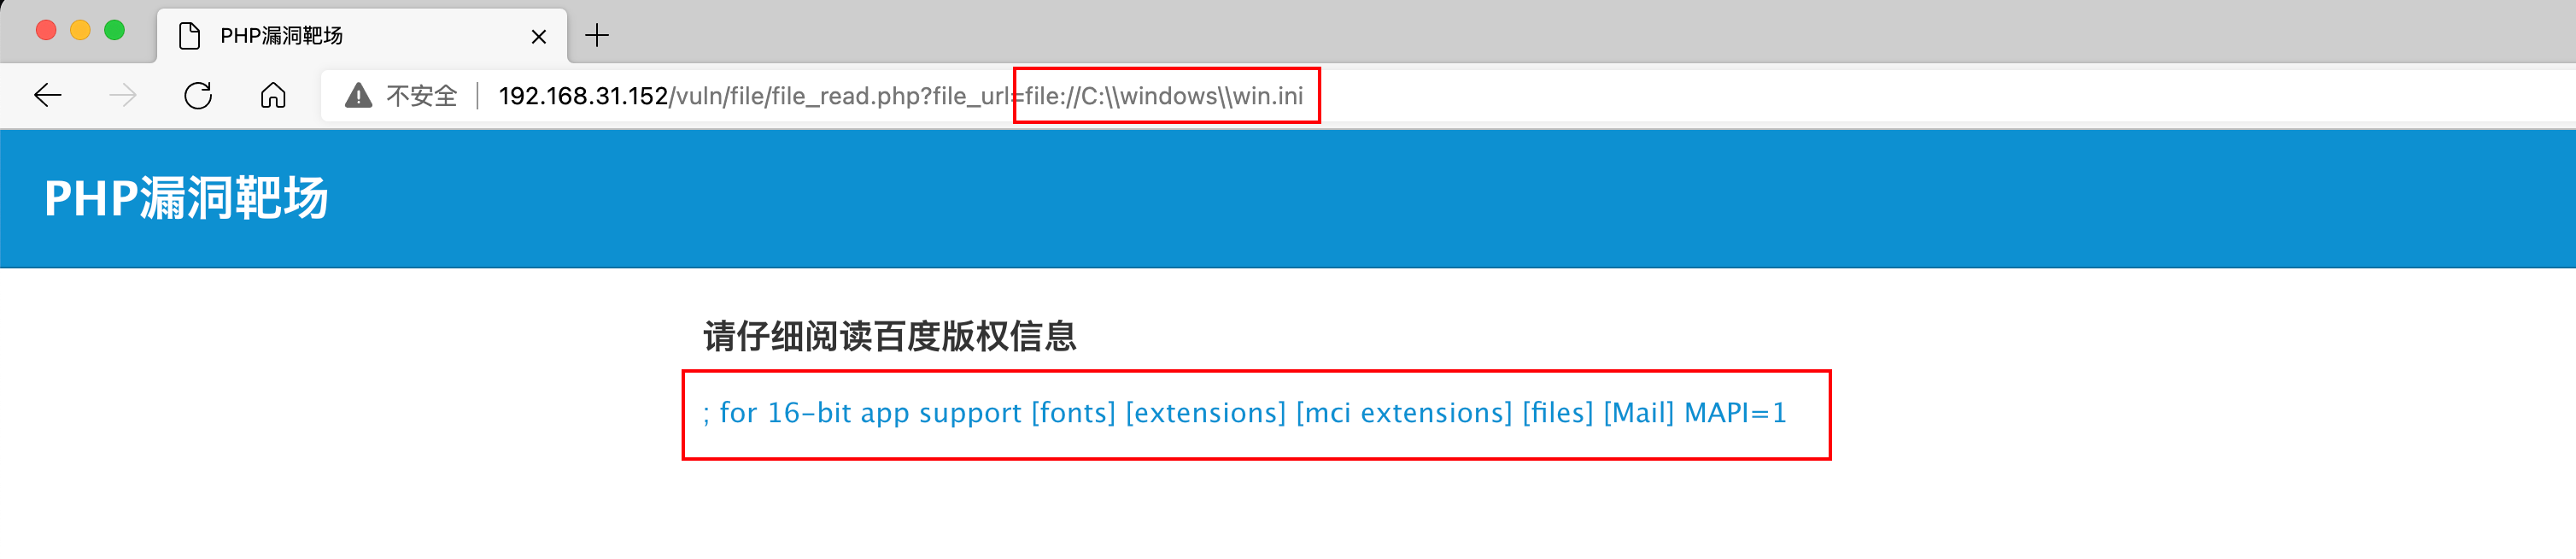 PHP漏洞靶场
不安全 192.168.31.152/vuln/file/file_read.php?file_url=file://C:\\windows\\win.ini
PHP漏洞靶场
请仔细阅读百度版权信息
; for 16-bit app support [fonts] [extensions] [mci extensions] [files] [Mail] MAPI=1